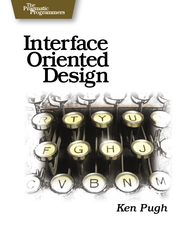 The
Pragmatic
Programmers
Interface
Oriented
Design
T Y U
F G H J
C V B N M
Ken Pugh